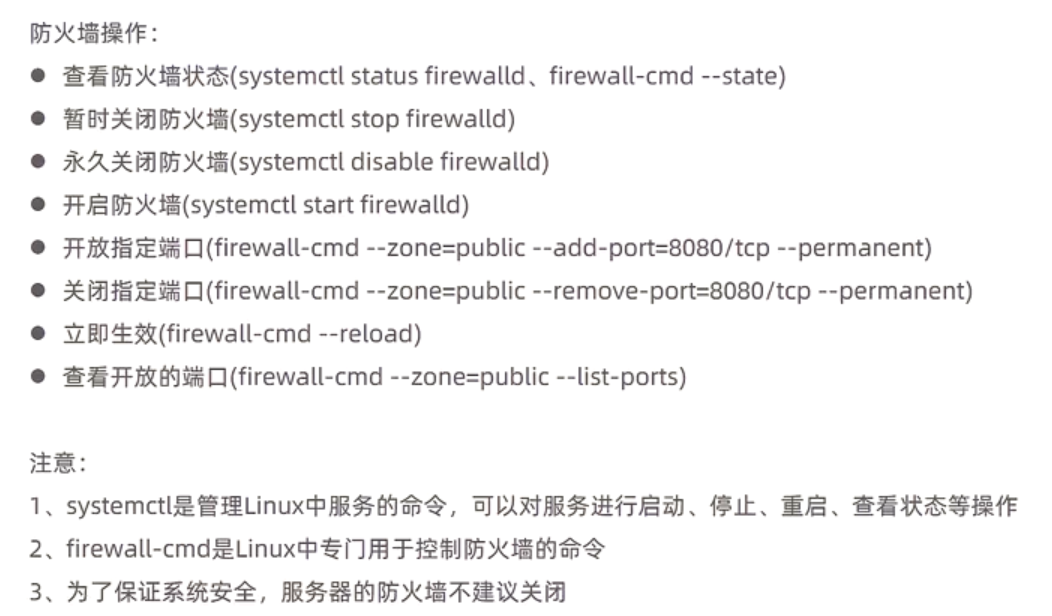 防火墙操作：
● 查看防火墙状态(systemctl status firewalld、firewall-cmd --state)
● 暂时关闭防火墙(systemctl stop firewalld)
● 永久关闭防火墙(systemctl disable firewalld)
● 开启防火墙(systemctl start firewalld)
● 开放指定端口(firewall-cmd --zone=public --add-port=8080/tcp --permanent)
● 关闭指定端口(firewall-cmd --zone=public --remove-port=8080/tcp --permanent)
● 立即生效(firewall-cmd --reload)
● 查看开放的端口(firewall-cmd --zone=public --list-ports)
注意：
1、systemctl是管理Linux中服务的命令，可以对服务进行启动、停止、重启、查看状态等操作
2、firewall-cmd是Linux中专门用于控制防火墙的命令
3、为了保证系统安全，服务器的防火墙不建议关闭